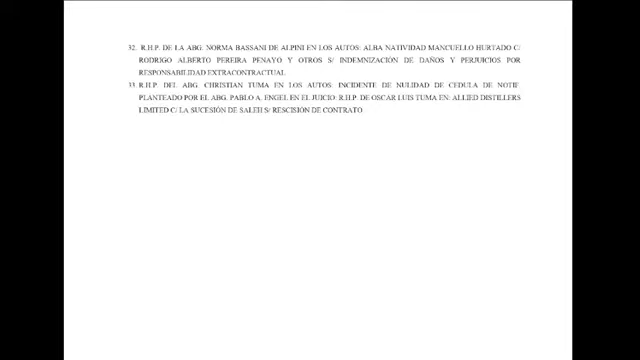 32. R.H.P. DE LA ABG. NORMA BASSANI DE ALPINI EN LOS AUTOS: ALBA NATIVIDAD MANCUELLO HURTADO C/
RODRIGO ALBERTO PEREIRA PENAYO Y OTROS S/ INDEMNIZACIÓN DE DAÑOS Y PERJUICIOS POR
RESPONSABILIDAD EXTRACONTRACTUAL
33. R.H.P. DEL ABG. CHRISTIAN TUMA EN LOS AUTOS: INCIDENTE DE NULIDAD DE CEDULA DE NOTIF.
PLANTEADO POR EL ABG. PABLO A. ENGEL EN EL JUICIO: R.H.P. DE OSCAR LUIS TUMA EN: ALLIED DISTILLERS
LIMITED C/ LA SUCESIÓN DE SALEH S/ RESCISIÓN DE CONTRATO